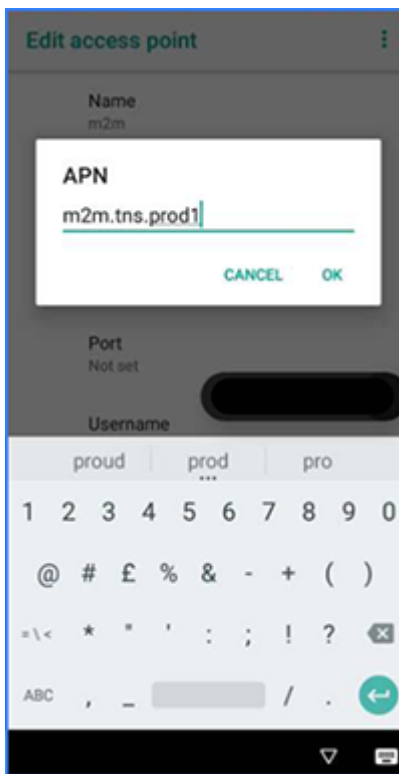 Edit access point
Name
m2m
APN
m2m.tns.prod1
CANCEL OK
Port
Not set
Username
proud prod pro
1 2 3 4 5 6 7 8 9 0
@ # £ % & - + ( )
=\< * " ' : ; ! ?
ABC , _ / .